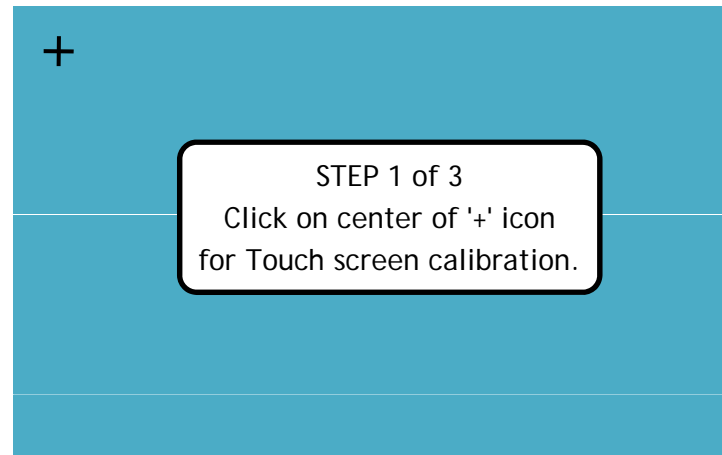 +
STEP 1 of 3
Click on center of '+' icon
for Touch screen calibration.